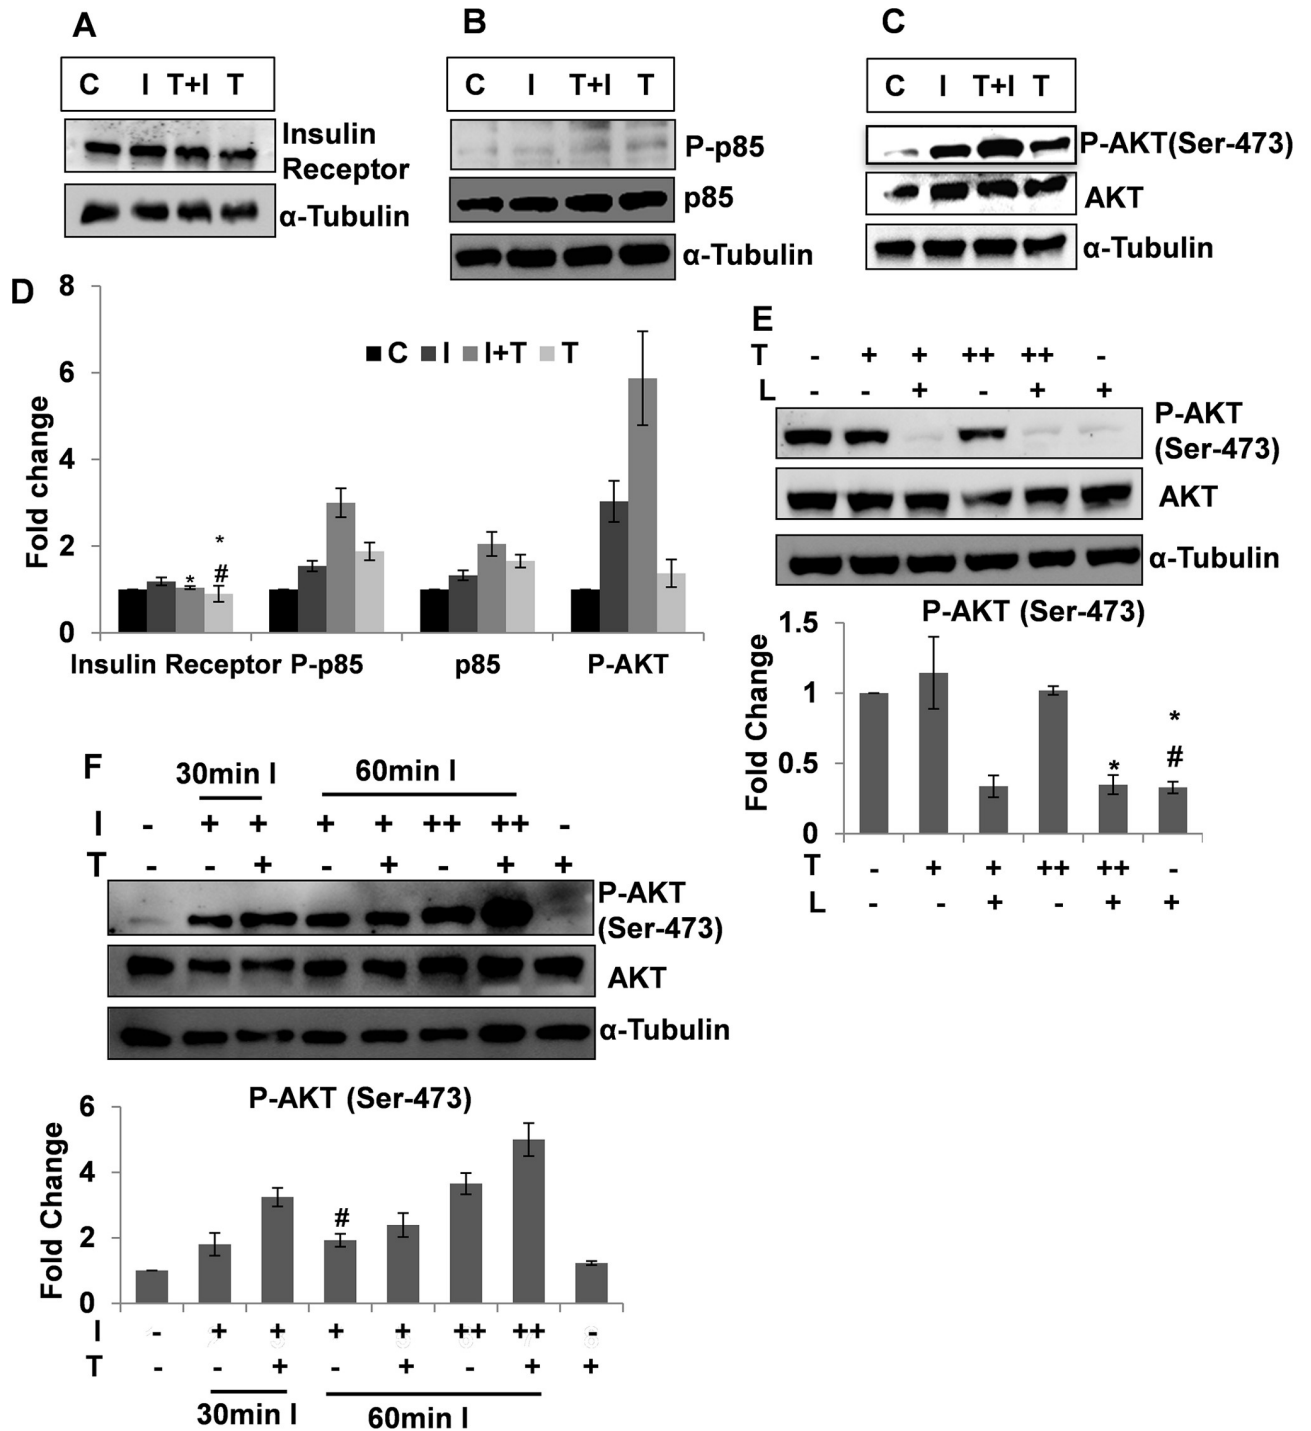 A
C I T+I T
Insulin
Receptor
α-Tubulin
B
C I T+I T
P-p85
p85
α-Tubulin
C
C I T+I T
P-AKT(Ser-473)
AKT
α-Tubulin
D
8
6
4
2
0
Fold change
C I I+T T
*
* #
Insulin Receptor P-p85 p85 P-AKT
E
T - + + ++ ++ -
L - - + - + +
P-AKT
(Ser-473)
AKT
α-Tubulin
P-AKT (Ser-473)
1.5
1
0.5
0
Fold Change
*
* #
T - + + ++ ++ -
L - - + - + +
F
30min I 60min I
I - + + + + ++ ++ -
T - - + - + - + +
P-AKT
(Ser-473)
AKT
α-Tubulin
P-AKT (Ser-473)
6
4
2
0
Fold Change
#
I - + + + + ++ ++ -
T - - + - + - + +
30min I 60min I